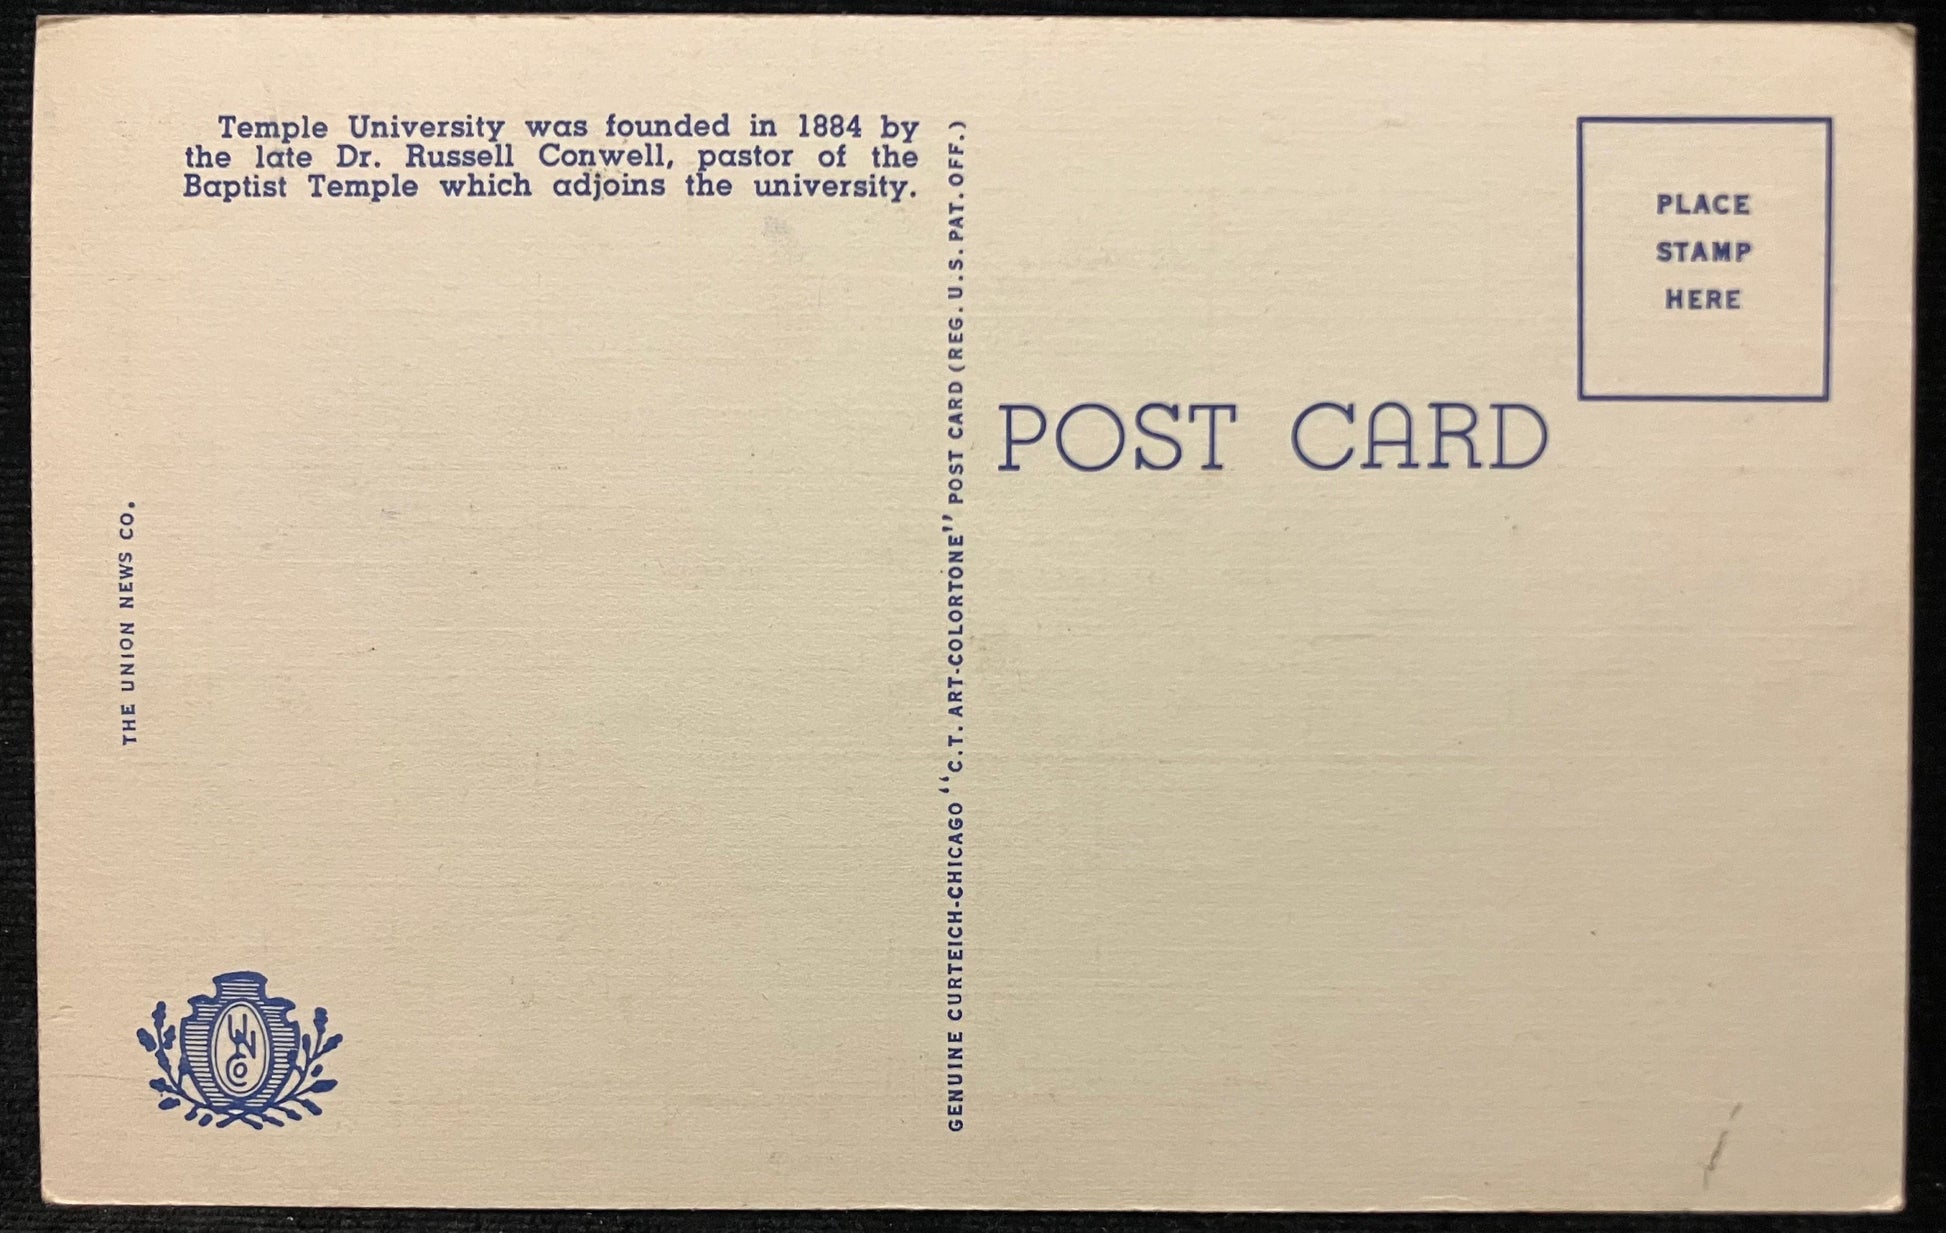 Temple University was founded in 1884 by
the late Dr. Russell Conwell, pastor of the
Baptist Temple which adjoins the university.
THE UNION NEWS CO.
UN
Co
GENUINE CURTEICH-CHICAGO "C.T. ART-COLORTONE" POST CARD (REG. U.S. PAT. OFF.)
POST CARD
PLACE
STAMP
HERE